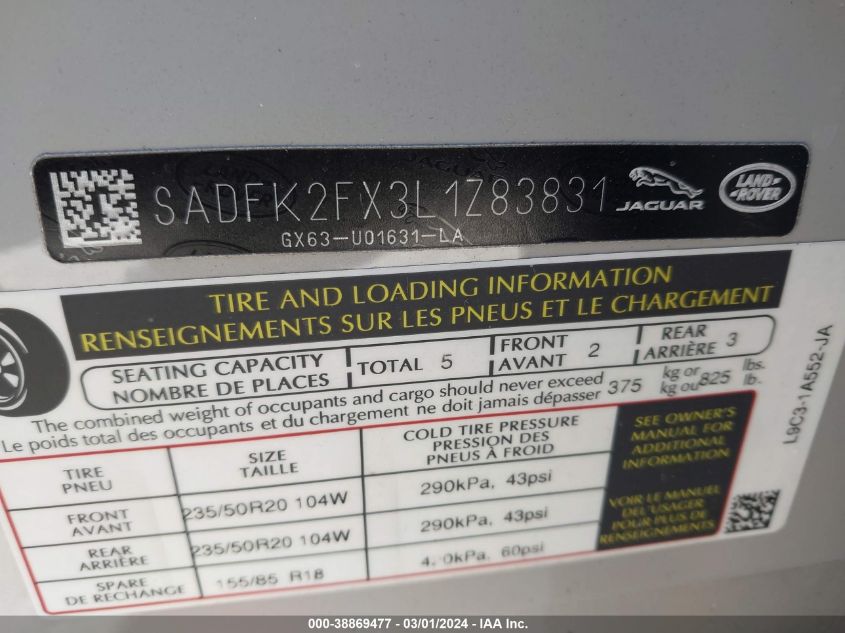 SADFK2FX3L1Z83831
JAGUAR
LAND-
ROVER
GX63-U01631-LA
TIRE AND LOADING INFORMATION
RENSEIGNEMENTS SUR LES PNEUS ET LE CHARGEMENT
SEATING CAPACITY
NOMBRE DE PLACES
TOTAL 5
FRONT
AVANT 2
REAR
ARRIÈRE 3
The combined weight of occupants and cargo should never exceed
Le poids total des occupants et du chargement ne doit jamais dépasser
375 kg or
kg ou
825 lbs.
lb.
TIRE
PNEU
SIZE
TAILLE
COLD TIRE PRESSURE
PRESSION DES
PNEUS À FROID
SEE OWNER'S
MANUAL FOR
ADDITIONAL
INFORMATION
FRONT
AVANT
235/50R20 104W
290kPa, 43psi
REAR
ARRIÈRE
235/50R20 104W
290kPa, 43psi
VOIR LE MANUEL
DEL'USAGER
POUR PLUS DE
RENSEIGNEMENTS
SPARE
DE RECHANGE
155/85 R18
60psi
L9C3-1A552-JA
000-38869477 - 03/01/2024 - IAA Inc.